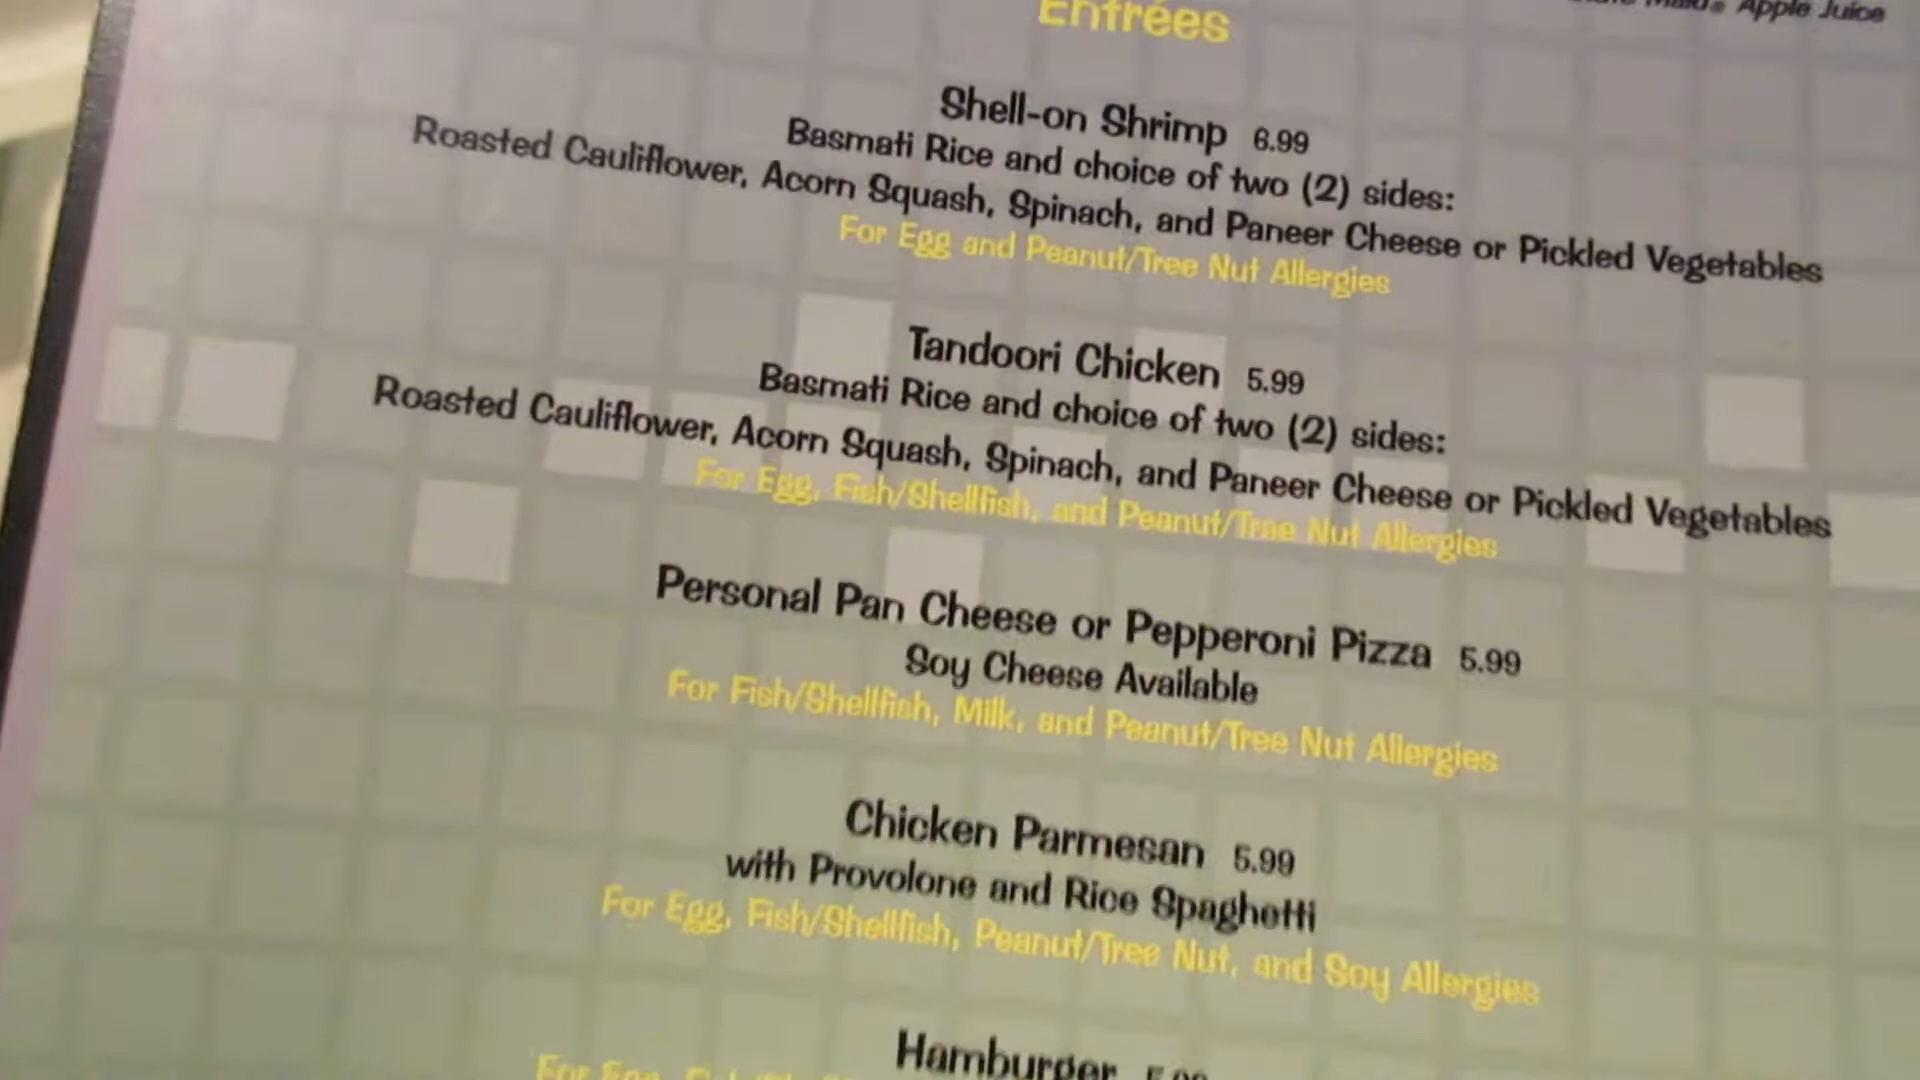 Maid® Apple Juice
Entrées
Shell-on Shrimp 6.99
Basmati Rice and choice of two (2) sides:
Roasted Cauliflower, Acorn Squash, Spinach, and Paneer Cheese or Pickled Vegetables
For Egg and Peanut/Tree Nut Allergies
Tandoori Chicken 5.99
Basmati Rice and choice of two (2) sides:
Roasted Cauliflower, Acorn Squash, Spinach, and Paneer Cheese or Pickled Vegetables
For Egg, Fish/Shellfish, and Peanut/Tree Nut Allergies
Personal Pan Cheese or Pepperoni Pizza 5.99
Soy Cheese Available
For Fish/Shellfish, Milk, and Peanut/Tree Nut Allergies
Chicken Parmesan 5.99
with Provolone and Rice Spaghetti
For Egg, Fish/Shellfish, Peanut/Tree Nut, and Soy Allergies
Hamburger 5.99
For Egg,